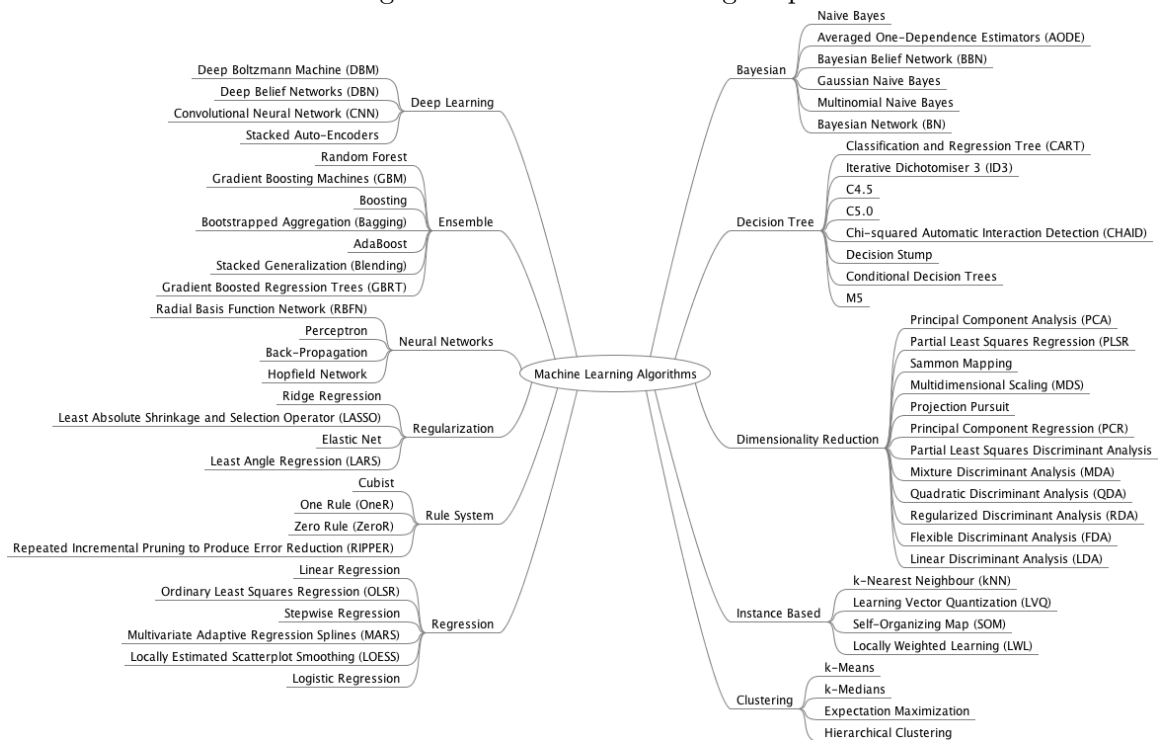 Deep Boltzmann Machine (DBM)
Deep Belief Networks (DBN)
Convolutional Neural Network (CNN)
Stacked Auto-Encoders
Deep Learning
Random Forest
Gradient Boosting Machines (GBM)
Boosting
Bootstrapped Aggregation (Bagging)
AdaBoost
Stacked Generalization (Blending)
Gradient Boosted Regression Trees (GBRT)
Ensemble
Radial Basis Function Network (RBFN)
Perceptron
Back-Propagation
Hopfield Network
Neural Networks
Ridge Regression
Least Absolute Shrinkage and Selection Operator (LASSO)
Elastic Net
Least Angle Regression (LARS)
Regularization
Cubist
One Rule (OneR)
Zero Rule (ZeroR)
Repeated Incremental Pruning to Produce Error Reduction (RIPPER)
Rule System
Linear Regression
Ordinary Least Squares Regression (OLSR)
Stepwise Regression
Multivariate Adaptive Regression Splines (MARS)
Locally Estimated Scatterplot Smoothing (LOESS)
Logistic Regression
Regression
Machine Learning Algorithms
Bayesian
Naive Bayes
Averaged One-Dependence Estimators (AODE)
Bayesian Belief Network (BBN)
Gaussian Naive Bayes
Multinomial Naive Bayes
Bayesian Network (BN)
Decision Tree
Classification and Regression Tree (CART)
Iterative Dichotomiser 3 (ID3)
C4.5
C5.0
Chi-squared Automatic Interaction Detection (CHAID)
Decision Stump
Conditional Decision Trees
M5
Dimensionality Reduction
Principal Component Analysis (PCA)
Partial Least Squares Regression (PLSR
Sammon Mapping
Multidimensional Scaling (MDS)
Projection Pursuit
Principal Component Regression (PCR)
Partial Least Squares Discriminant Analysis
Mixture Discriminant Analysis (MDA)
Quadratic Discriminant Analysis (QDA)
Regularized Discriminant Analysis (RDA)
Flexible Discriminant Analysis (FDA)
Linear Discriminant Analysis (LDA)
Instance Based
k-Nearest Neighbour (kNN)
Learning Vector Quantization (LVQ)
Self-Organizing Map (SOM)
Locally Weighted Learning (LWL)
Clustering
k-Means
k-Medians
Expectation Maximization
Hierarchical Clustering